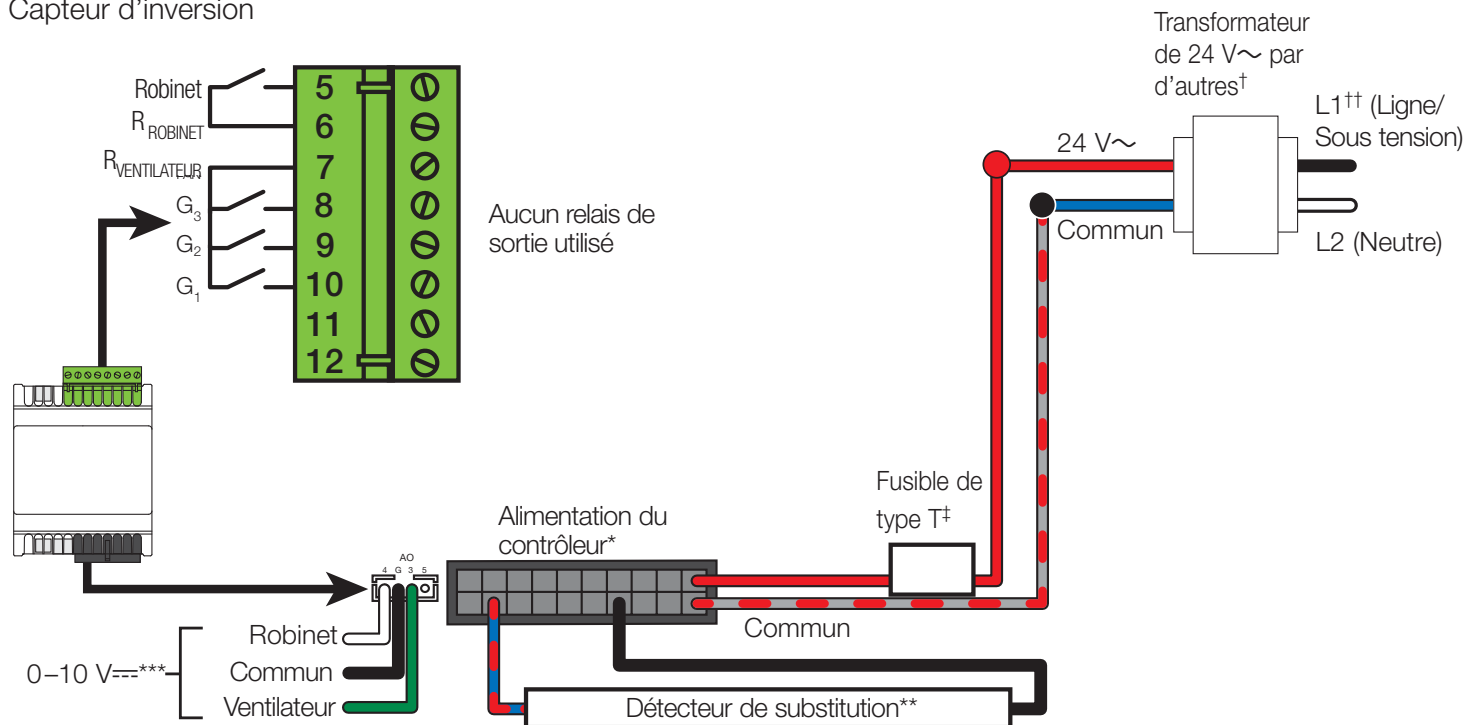 Capteur d'inversion
Transformateur
de 24 V~ par
d'autres†
L1†† (Ligne/
Sous tension)
24 V~
Commun
L2 (Neutre)
Robinet
R ROBINET
R VENTILATEUR
G3
G2
G1
5
6
7
8
9
10
11
12
Aucun relais de
sortie utilisé
Fusible de
type T‡
Alimentation du
contrôleur*
AO
4 G 3 5
Commun
Robinet
0–10 V⎓***
Commun
Ventilateur
Détecteur de substitution**